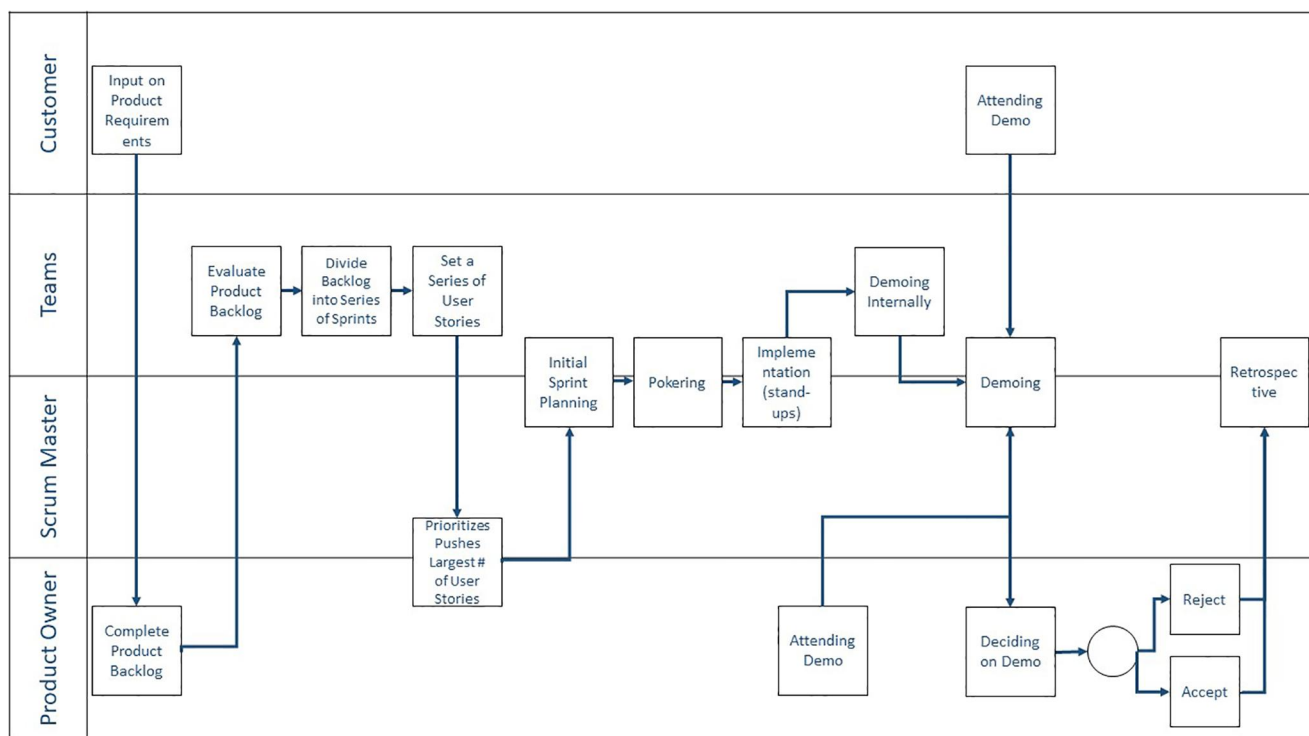 Customer
Input on
Product
Requirem
ents
Attending
Demo
Teams
Evaluate
Product
Backlog
Divide
Backlog
into Series
of Sprints
Set a
Series of
User
Stories
Demoing
Internally
Initial
Sprint
Planning
Pokering
Impleme
ntation
(stand-
ups)
Demoing
Retrospec
tive
Scrum Master
Prioritizes
Pushes
Largest #
of User
Stories
Product Owner
Complete
Product
Backlog
Attending
Demo
Deciding
on Demo
Reject
Accept